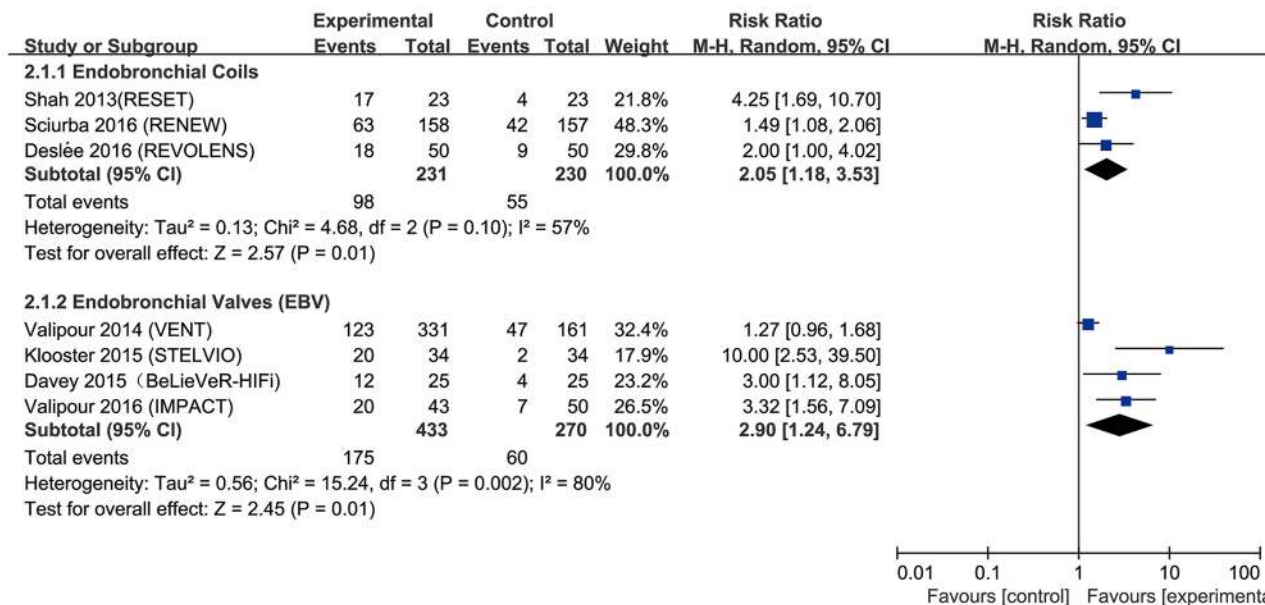 Experimental Control Risk Ratio Risk Ratio
Study or Subgroup Events Total Events Total Weight M-H, Random, 95% CI M-H, Random, 95% CI
2.1.1 Endobronchial Coils
Shah 2013(RESET) 17 23 4 23 21.8% 4.25 [1.69, 10.70]
Sciurba 2016 (RENEW) 63 158 42 157 48.3% 1.49 [1.08, 2.06]
Deslée 2016 (REVOLENS) 18 50 9 50 29.8% 2.00 [1.00, 4.02]
Subtotal (95% CI) 231 230 100.0% 2.05 [1.18, 3.53]
Total events 98 55
Heterogeneity: Tau² = 0.13; Chi² = 4.68, df = 2 (P = 0.10); I² = 57%
Test for overall effect: Z = 2.57 (P = 0.01)
2.1.2 Endobronchial Valves (EBV)
Valipour 2014 (VENT) 123 331 47 161 32.4% 1.27 [0.96, 1.68]
Klooster 2015 (STELVIO) 20 34 2 34 17.9% 10.00 [2.53, 39.50]
Davey 2015（BeLieVeR-HIFi) 12 25 4 25 23.2% 3.00 [1.12, 8.05]
Valipour 2016 (IMPACT) 20 43 7 50 26.5% 3.32 [1.56, 7.09]
Subtotal (95% CI) 433 270 100.0% 2.90 [1.24, 6.79]
Total events 175 60
Heterogeneity: Tau² = 0.56; Chi² = 15.24, df = 3 (P = 0.002); I² = 80%
Test for overall effect: Z = 2.45 (P = 0.01)
0.01 0.1 1 10 100
Favours [control] Favours [experimenta